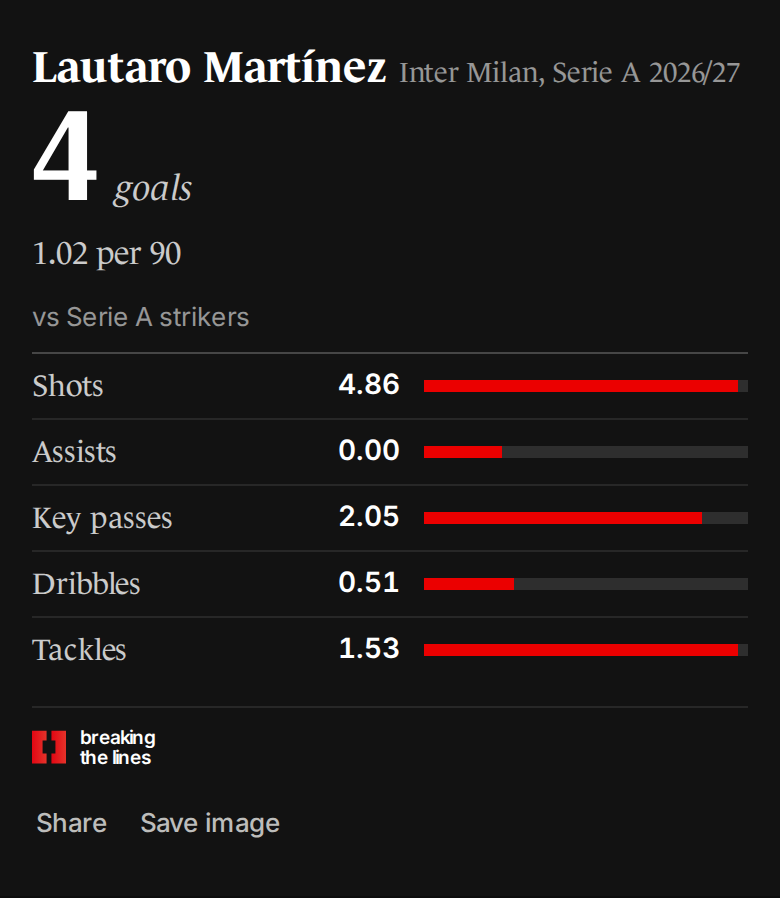 Lautaro Martínez Inter Milan, Serie A 2026/27
4 goals
1.02 per 90
vs Serie A strikers
Shots 4.86
Assists 0.00
Key passes 2.05
Dribbles 0.51
Tackles 1.53
breaking
the lines
Share Save image